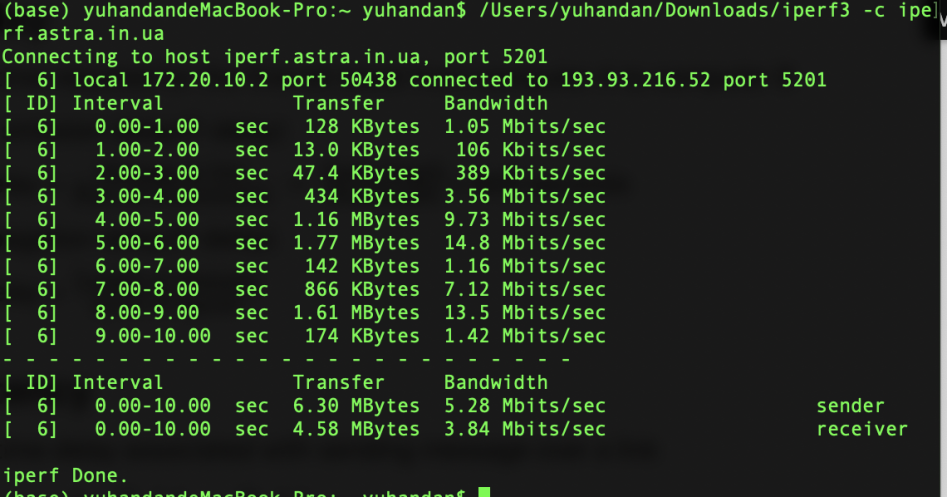 (base) yuhandandeMacBook-Pro:~ yuhandan$ /Users/yuhandan/Downloads/iperf3 -c ipe
rf.astra.in.ua
Connecting to host iperf.astra.in.ua, port 5201
[  6] local 172.20.10.2 port 50438 connected to 193.93.216.52 port 5201
[ ID] Interval           Transfer     Bandwidth
[  6]   0.00-1.00   sec   128 KBytes  1.05 Mbits/sec
[  6]   1.00-2.00   sec  13.0 KBytes   106 Kbits/sec
[  6]   2.00-3.00   sec  47.4 KBytes   389 Kbits/sec
[  6]   3.00-4.00   sec   434 KBytes  3.56 Mbits/sec
[  6]   4.00-5.00   sec  1.16 MBytes  9.73 Mbits/sec
[  6]   5.00-6.00   sec  1.77 MBytes  14.8 Mbits/sec
[  6]   6.00-7.00   sec   142 KBytes  1.16 Mbits/sec
[  6]   7.00-8.00   sec   866 KBytes  7.12 Mbits/sec
[  6]   8.00-9.00   sec  1.61 MBytes  13.5 Mbits/sec
[  6]   9.00-10.00  sec   174 KBytes  1.42 Mbits/sec
- - - - - - - - - - - - - - - - - - - - - - - - -
[ ID] Interval           Transfer     Bandwidth
[  6]   0.00-10.00  sec  6.30 MBytes  5.28 Mbits/sec                  sender
[  6]   0.00-10.00  sec  4.58 MBytes  3.84 Mbits/sec                  receiver
iperf Done.
(base) yuhandandeMacBook-Pro:~ yuhandan$